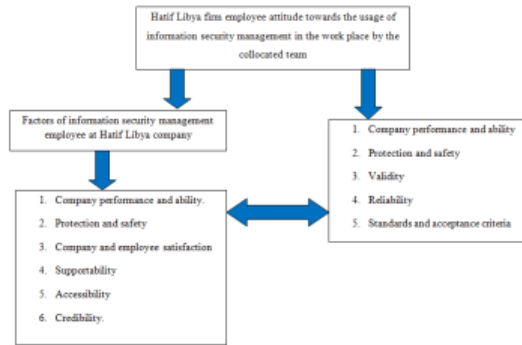 Hatif Libya firm employee attitude towards the usage of
information security management in the work place by the
collocated team
Factors of information security management
employee at Hatif Libya company
1. Company performance and ability.
2. Protection and safety
3. Company and employee satisfaction
4. Supportability
5. Accessibility
6. Credibility.
1. Company performance and ability
2. Protection and safety
3. Validity
4. Reliability
5. Standards and acceptance criteria